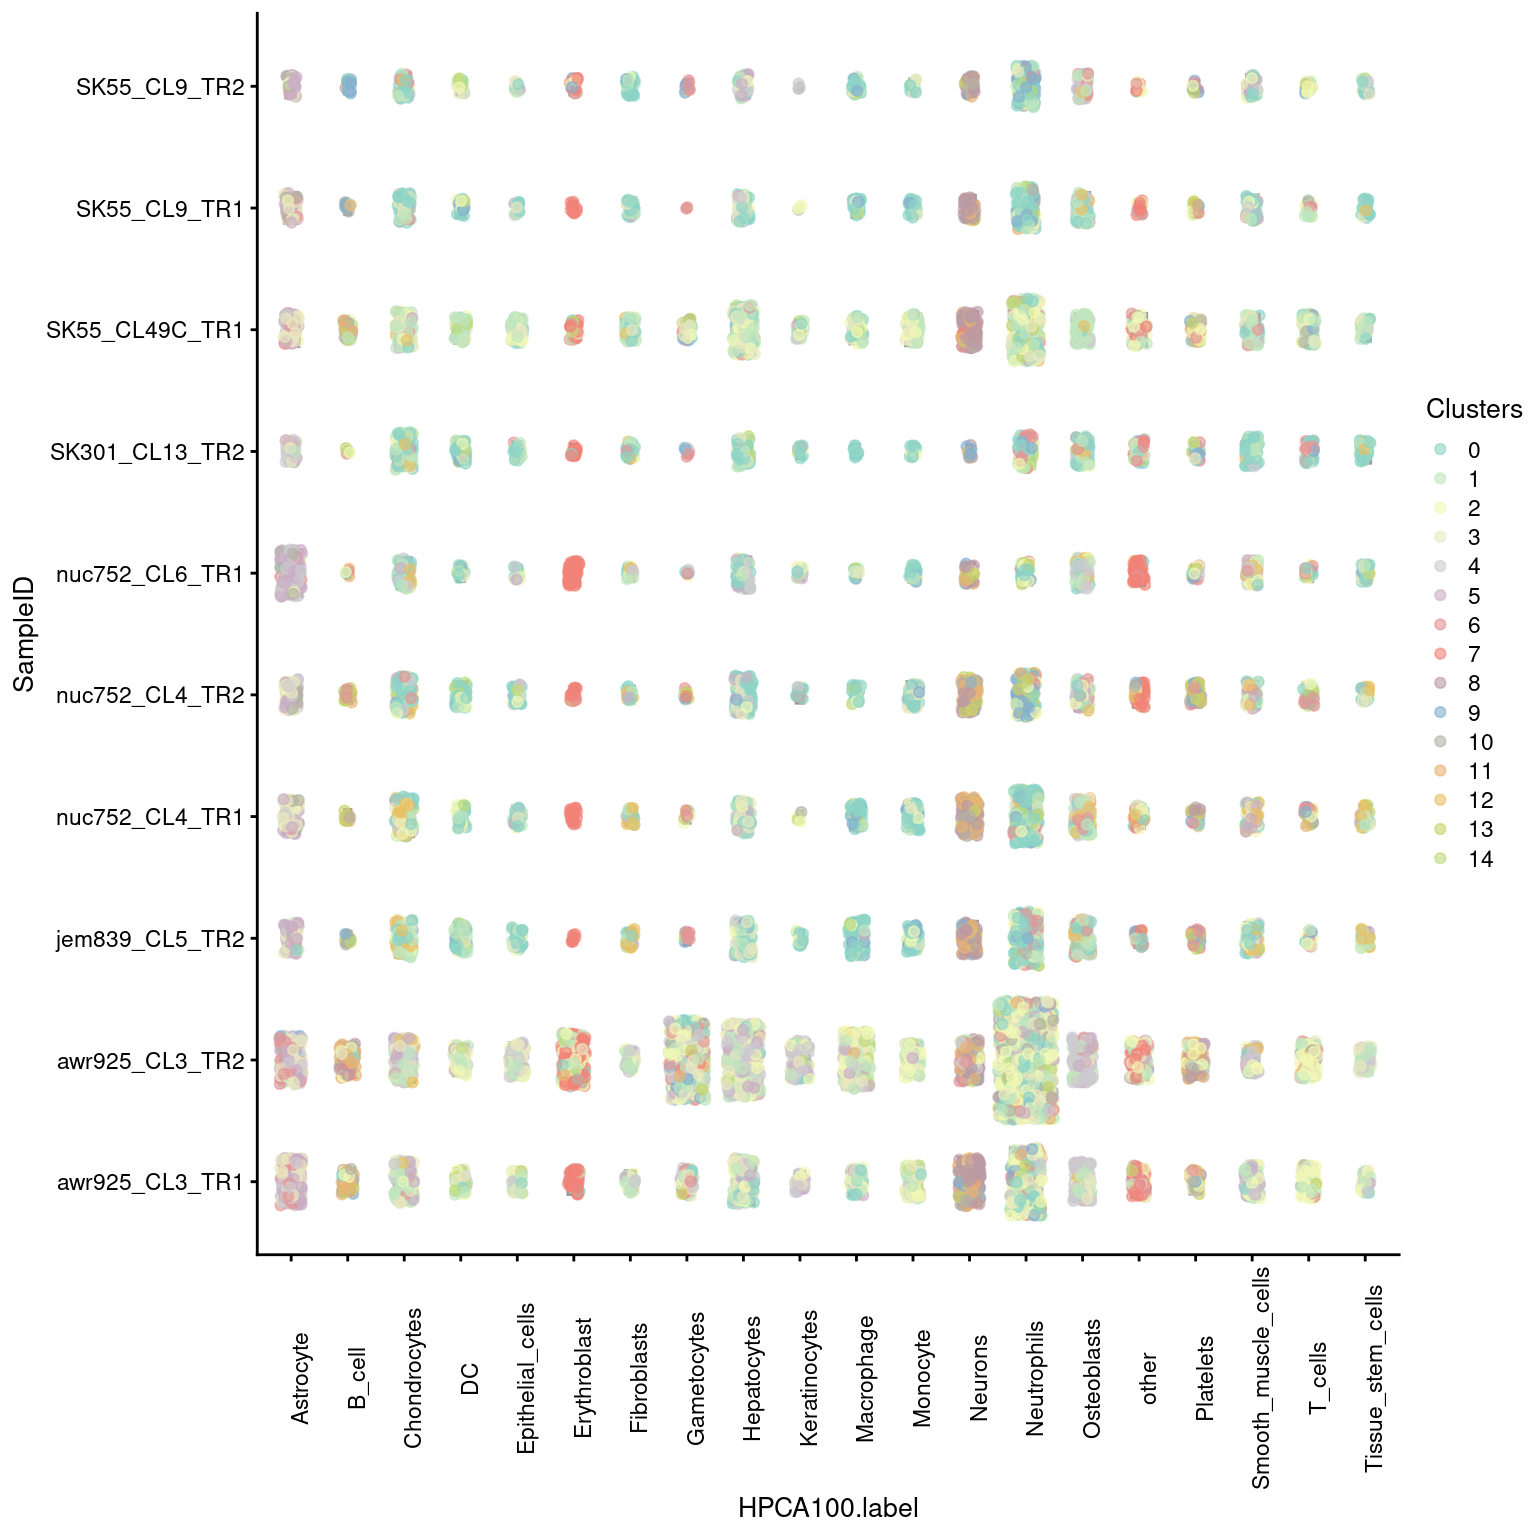 SK55_CL9_TR2
SK55_CL9_TR1
SK55_CL49C_TR1
SK301_CL13_TR2
nuc752_CL6_TR1
nuc752_CL4_TR2
nuc752_CL4_TR1
jem839_CL5_TR2
awr925_CL3_TR2
awr925_CL3_TR1
SampleID
Astrocyte
B_cell
Chondrocytes
DC
Epithelial_cells
Erythroblast
Fibroblasts
Gametocytes
Hepatocytes
Keratinocytes
Macrophage
Monocyte
Neurons
Neutrophils
Osteoblasts
other
Platelets
Smooth_muscle_cells
T_cells
Tissue_stem_cells
HPCA100.label
Clusters
0
1
2
3
4
5
6
7
8
9
10
11
12
13
14